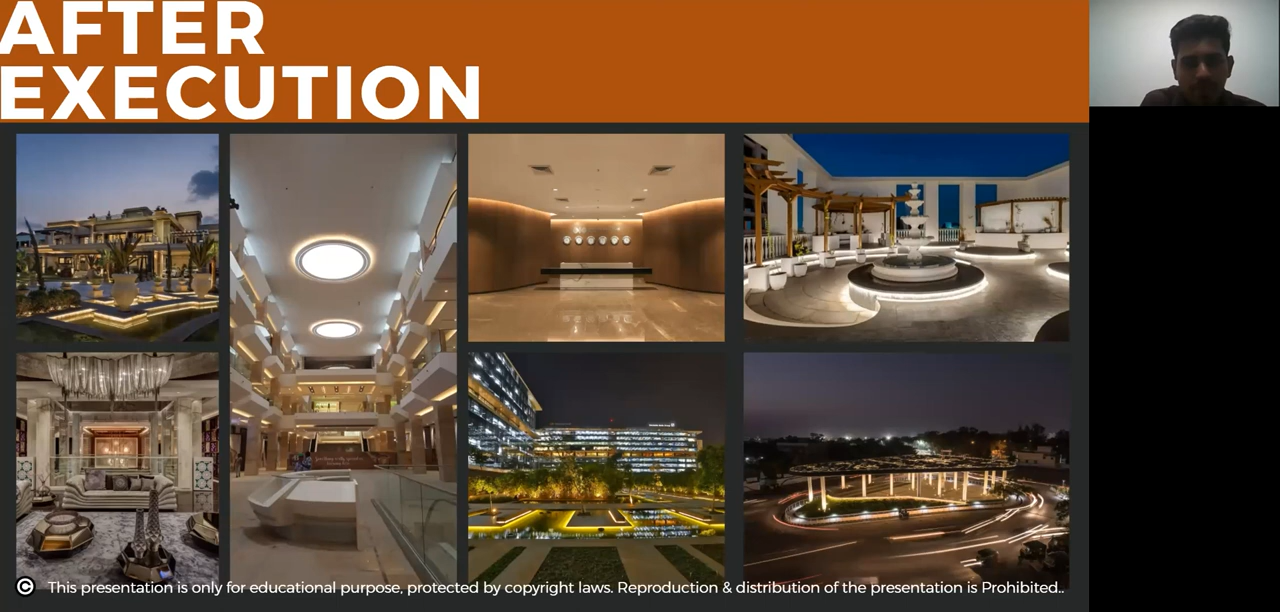 AFTER
EXECUTION
© This presentation is only for educational purpose, protected by copyright laws. Reproduction & distribution of the presentation is Prohibited..